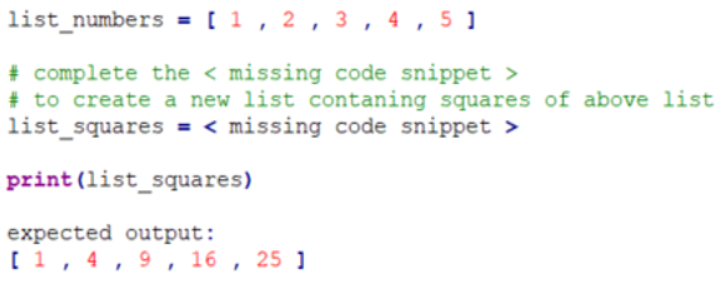 list_numbers = [ 1 , 2 , 3 , 4 , 5 ]
# complete the < missing code snippet >
# to create a new list contaning squares of above list
list_squares = < missing code snippet >
print(list_squares)
expected output:
[ 1 , 4 , 9 , 16 , 25 ]